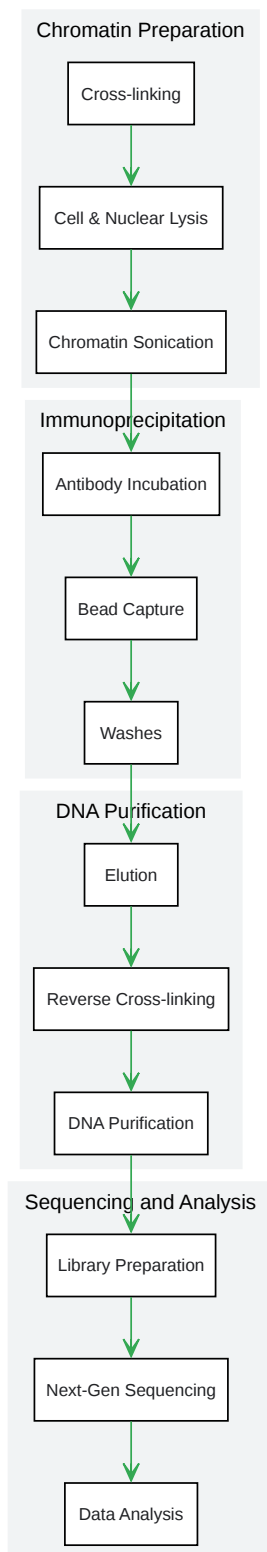 Chromatin Preparation
Cross-linking
Cell & Nuclear Lysis
Chromatin Sonication
Immunoprecipitation
Antibody Incubation
Bead Capture
Washes
DNA Purification
Elution
Reverse Cross-linking
DNA Purification
Sequencing and Analysis
Library Preparation
Next-Gen Sequencing
Data Analysis